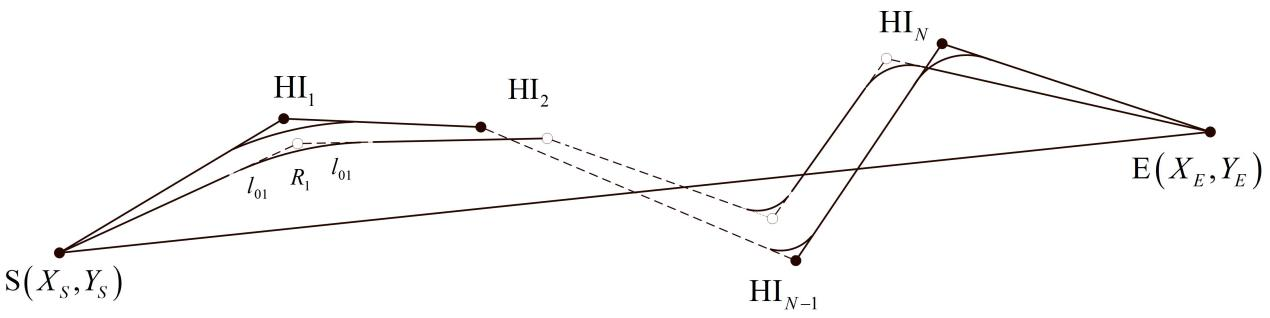 HI_N
HI_1
HI_2
l_01 R_1 l_01
E(X_E, Y_E)
S(X_S, Y_S)
HI_{N-1}